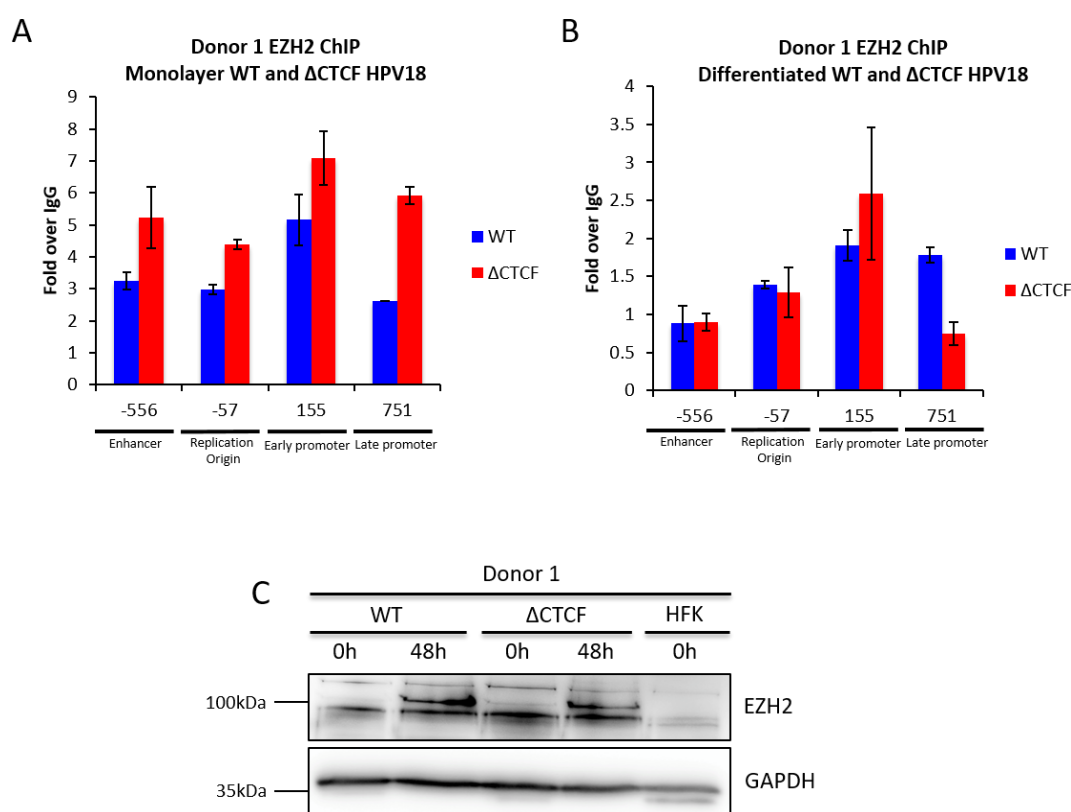 A
Donor 1 EZH2 ChIP
Monolayer WT and ΔCTCF HPV18
Fold over IgG
9
8
7
6
5
4
3
2
1
0
-556 -57 155 751
Enhancer Replication Origin Early promoter Late promoter
WT
ΔCTCF
B
Donor 1 EZH2 ChIP
Differentiated WT and ΔCTCF HPV18
Fold over IgG
4
3.5
3
2.5
2
1.5
1
0.5
0
-556 -57 155 751
Enhancer Replication Origin Early promoter Late promoter
WT
ΔCTCF
C
Donor 1
WT ΔCTCF HFK
0h 48h 0h 48h 0h
100kDa EZH2
35kDa GAPDH